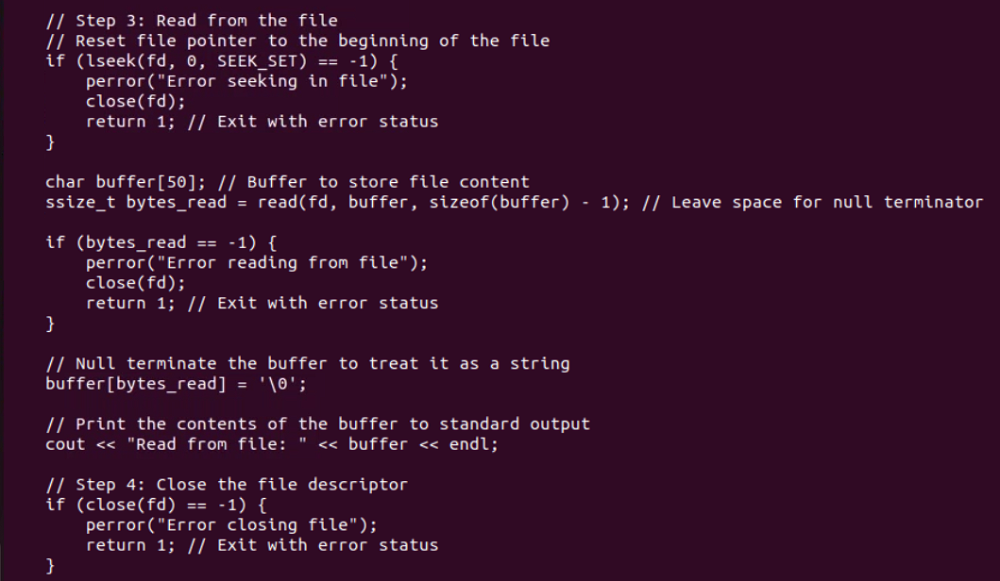 // Step 3: Read from the file
// Reset file pointer to the beginning of the file
if (lseek(fd, 0, SEEK_SET) == -1) {
    perror("Error seeking in file");
    close(fd);
    return 1; // Exit with error status
}

char buffer[50]; // Buffer to store file content
ssize_t bytes_read = read(fd, buffer, sizeof(buffer) - 1); // Leave space for null terminator

if (bytes_read == -1) {
    perror("Error reading from file");
    close(fd);
    return 1; // Exit with error status
}

// Null terminate the buffer to treat it as a string
buffer[bytes_read] = '\0';

// Print the contents of the buffer to standard output
cout << "Read from file: " << buffer << endl;

// Step 4: Close the file descriptor
if (close(fd) == -1) {
    perror("Error closing file");
    return 1; // Exit with error status
}